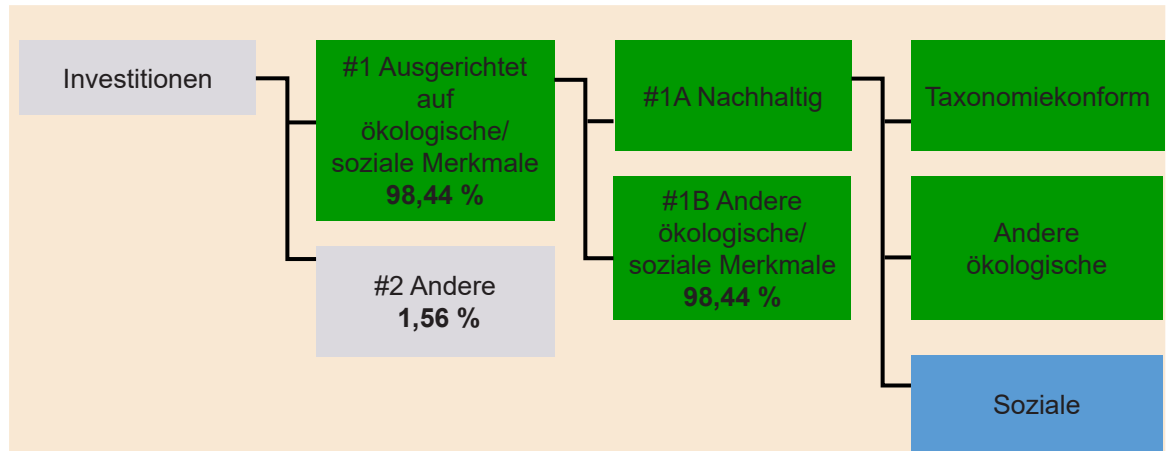 Investitionen
#1 Ausgerichtet
auf
ökologische/
soziale Merkmale
98,44 %
#2 Andere
1,56 %
#1A Nachhaltig
#1B Andere
ökologische/
soziale Merkmale
98,44 %
Taxonomiekonform
Andere
ökologische
Soziale